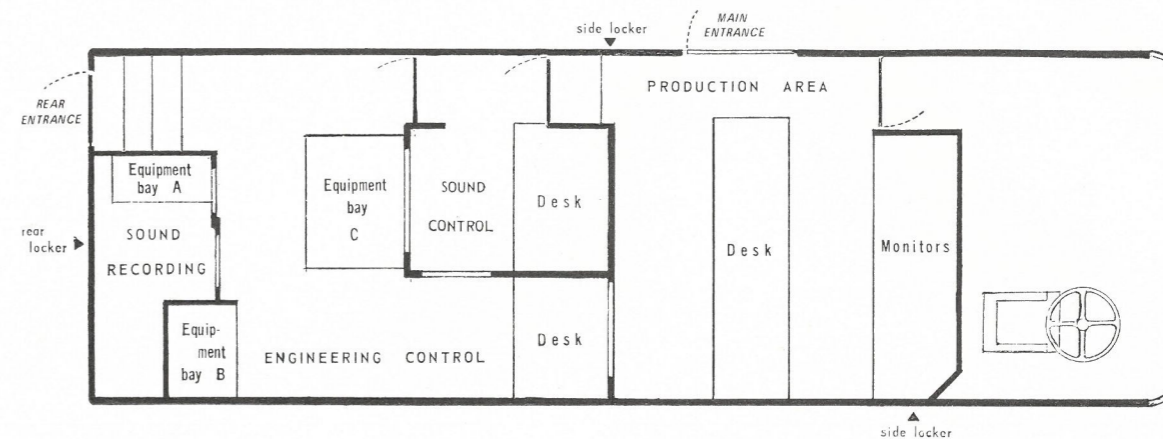 side locker
MAIN
ENTRANCE
REAR
ENTRANCE
PRODUCTION AREA
Equipment
bay A
Equipment
bay
C
SOUND
CONTROL
Desk
rear
locker
SOUND
RECORDING
Desk
Monitors
Equip-
ment
bay B
ENGINEERING CONTROL
Desk
side locker